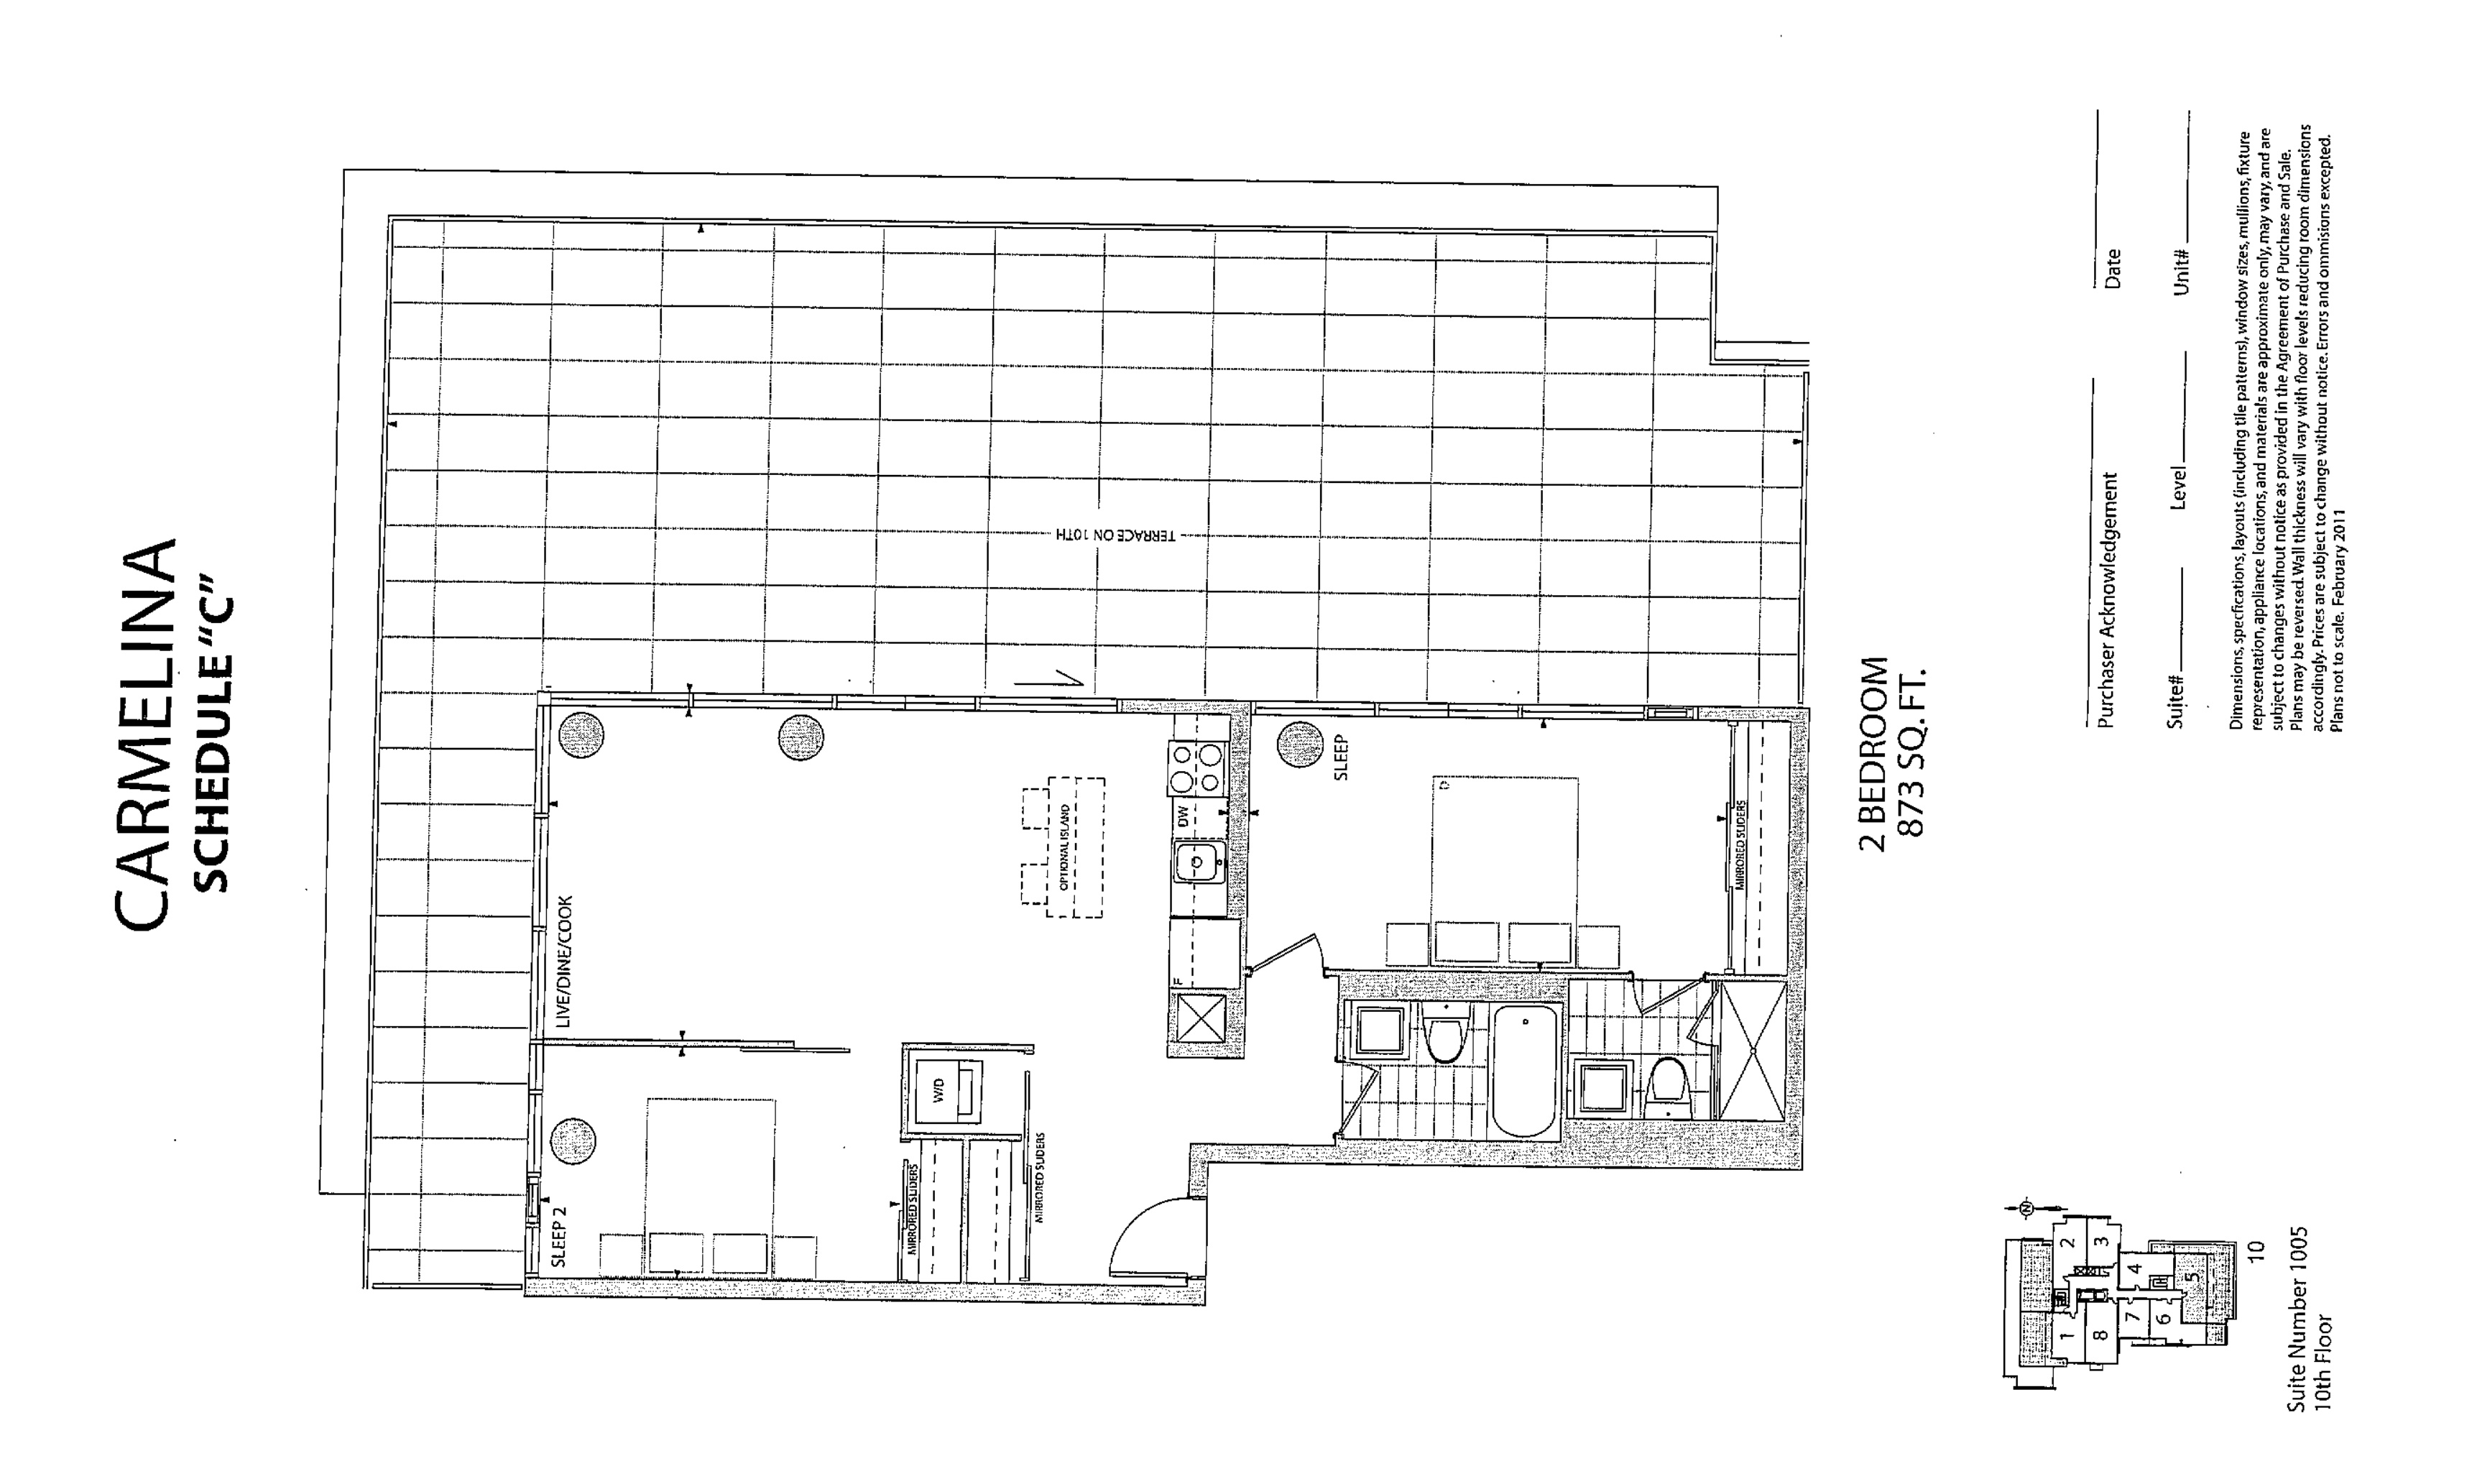 CARMELINA
SCHEDULE "C"
SLEEP 2
LIVE/DINE/COOK
MIRRORED SLIDERS
W/D
MIRRORED SLIDERS
OPTIONAL ISLAND
TERRACE ON 10TH
F
DW
SLEEP
MIRRORED SLIDERS
2 BEDROOM
873 SQ. FT.
N
1
2
8
3
7
4
6
5
10
Suite Number 1005
10th Floor
Purchaser Acknowledgement
Date
Suite#
Level
Unit#
Dimensions, specfications, layouts (including tile patterns), window sizes, mullions, fixture
representation, appliance locations, and materials are approximate only, may vary, and are
subject to changes without notice as provided in the Agreement of Purchase and Sale.
Plans may be reversed. Wall thickness will vary with floor levels reducing room dimensions
accordingly. Prices are subject to change without notice. Errors and ommisions excepted.
Plans not to scale. February 2011